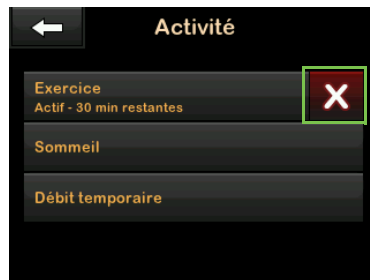 Activité
Exercice
Actif - 30 min restantes
X
Sommeil
Débit temporaire